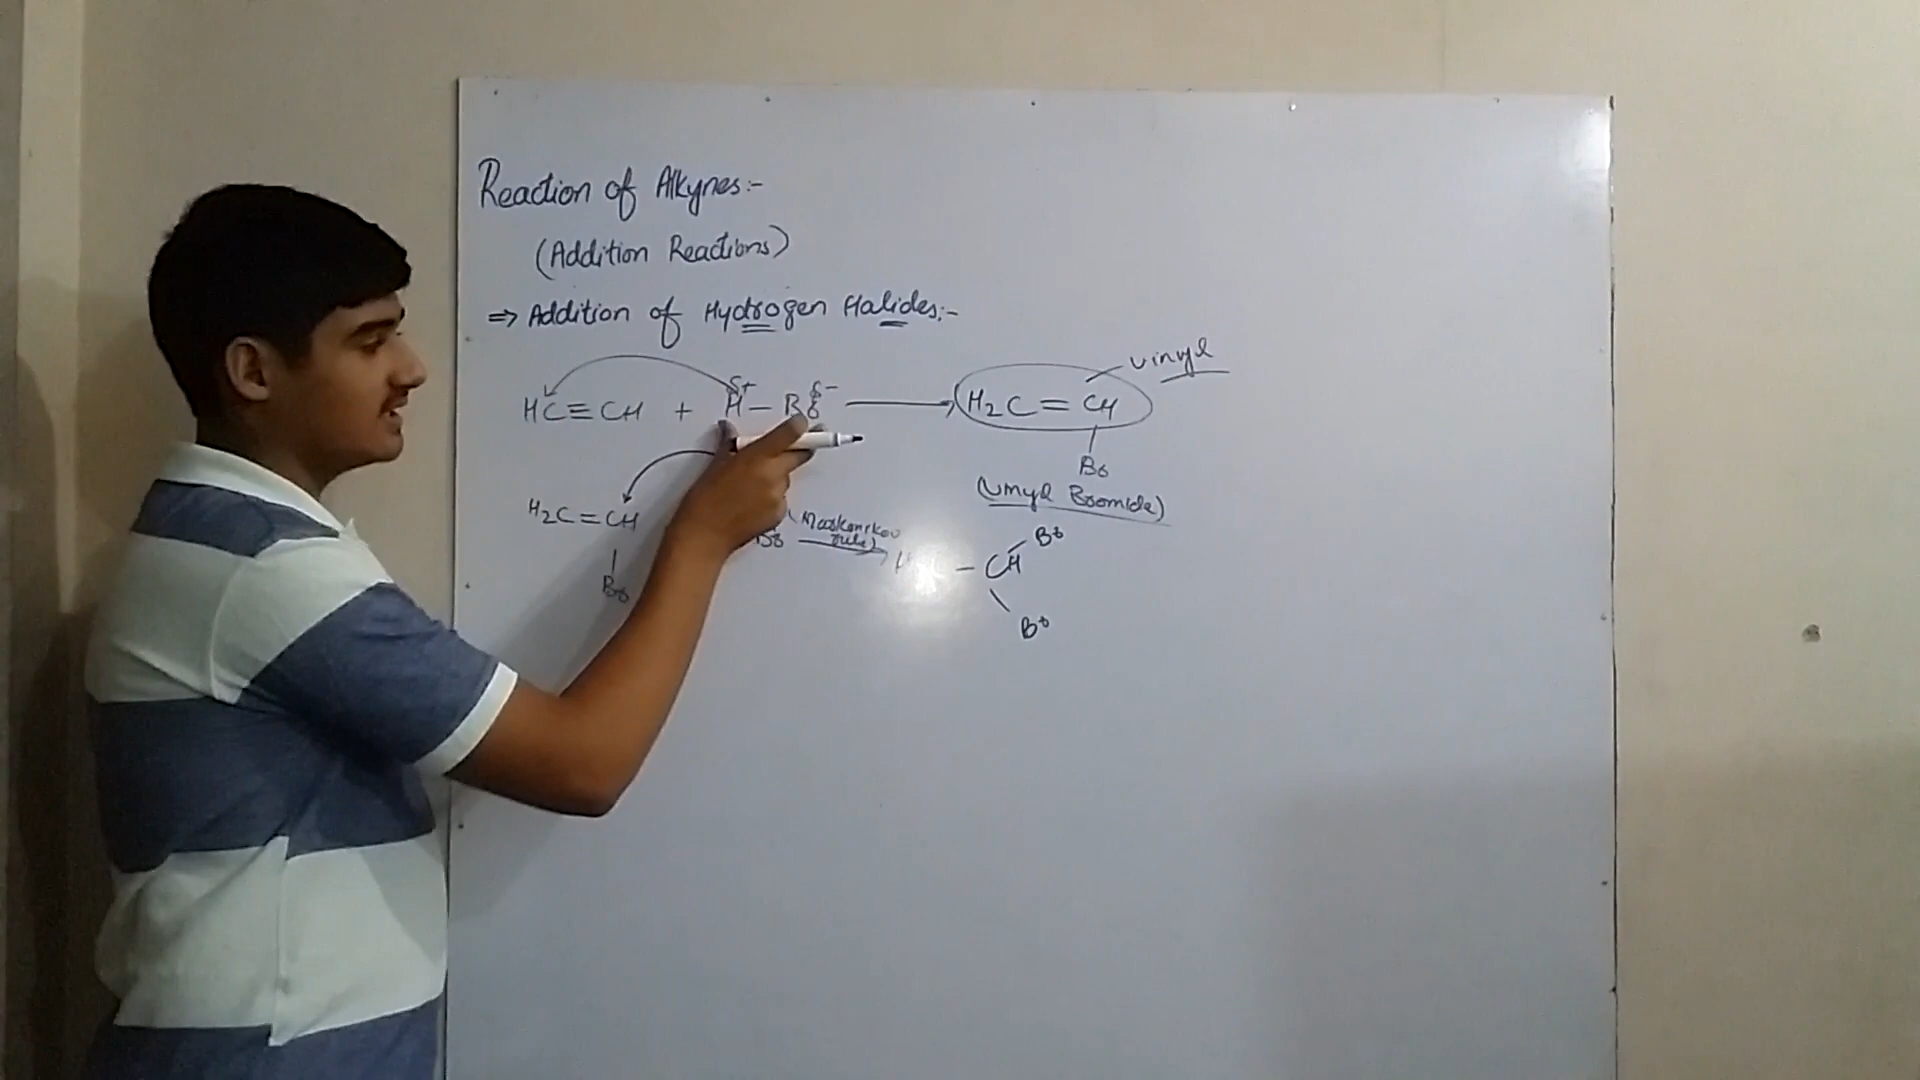 Reaction of Alkynes:-
(Addition Reactions)
⇒ Addition of Hydrogen Halides:-
HC≡CH + H—Br → H2C=CH vinyl
δ+ δ-
Br
(vinyl Bromide)
H2C=CH
Br
Br (Markonikov rule) → — CH
Br
Br